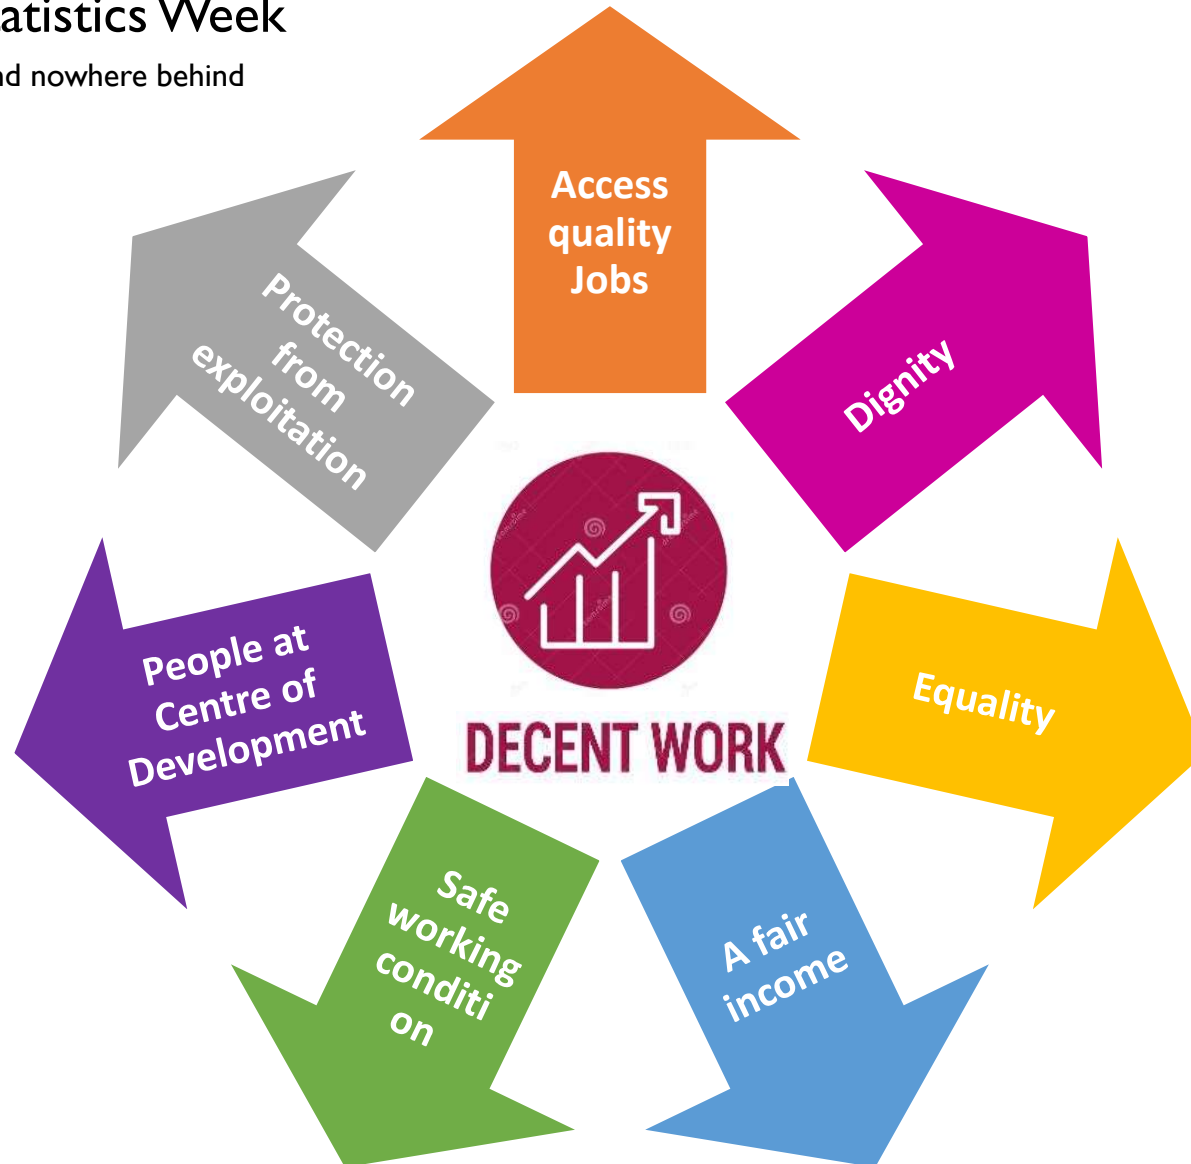 atistics Week
nd nowhere behind
Access
quality
Jobs
Dignity
Equality
A fair
income
Safe
working
conditi
on
People at
Centre of
Development
Protection
from
exploitation
DECENT WORK